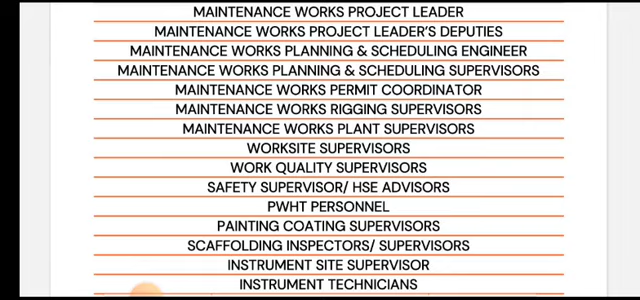 MAINTENANCE WORKS PROJECT LEADER
MAINTENANCE WORKS PROJECT LEADER'S DEPUTIES
MAINTENANCE WORKS PLANNING & SCHEDULING ENGINEER
MAINTENANCE WORKS PLANNING & SCHEDULING SUPERVISORS
MAINTENANCE WORKS PERMIT COORDINATOR
MAINTENANCE WORKS RIGGING SUPERVISORS
MAINTENANCE WORKS PLANT SUPERVISORS
WORKSITE SUPERVISORS
WORK QUALITY SUPERVISORS
SAFETY SUPERVISOR/ HSE ADVISORS
PWHT PERSONNEL
PAINTING COATING SUPERVISORS
SCAFFOLDING INSPECTORS/ SUPERVISORS
INSTRUMENT SITE SUPERVISOR
INSTRUMENT TECHNICIANS